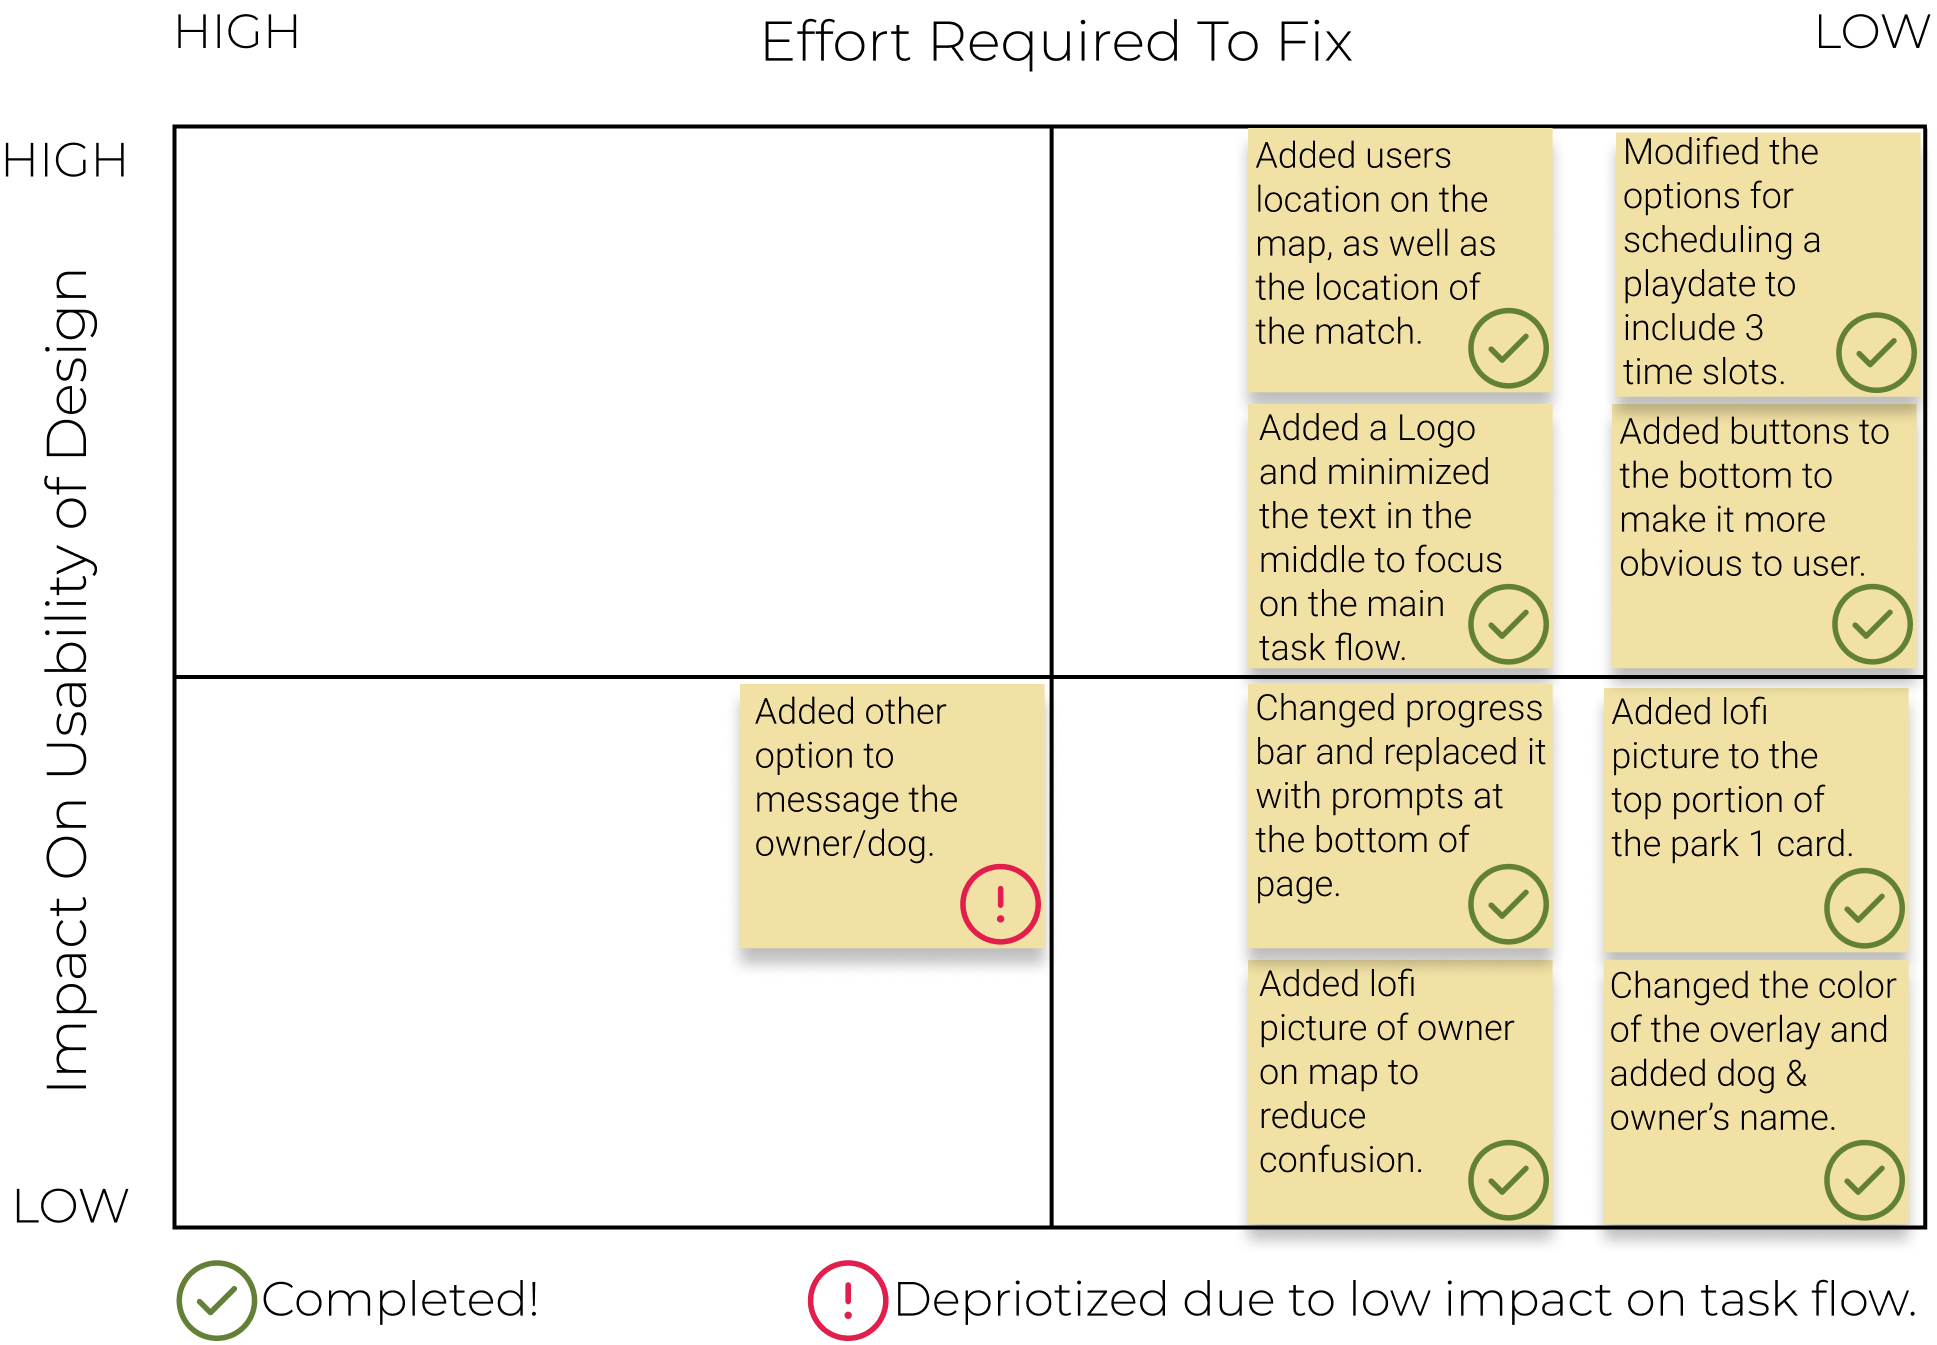 HIGH
Effort Required To Fix
LOW
HIGH
Impact On Usability of Design
LOW
Added users
location on the
map, as well as
the location of
the match.
Modified the
options for
scheduling a
playdate to
include 3
time slots.
Added a Logo
and minimized
the text in the
middle to focus
on the main
task flow.
Added buttons to
the bottom to
make it more
obvious to user.
Added other
option to
message the
owner/dog.
Changed progress
bar and replaced it
with prompts at
the bottom of
page.
Added lofi
picture to the
top portion of
the park 1 card.
Added lofi
picture of owner
on map to
reduce
confusion.
Changed the color
of the overlay and
added dog &
owner’s name.
Completed!
Depriotized due to low impact on task flow.